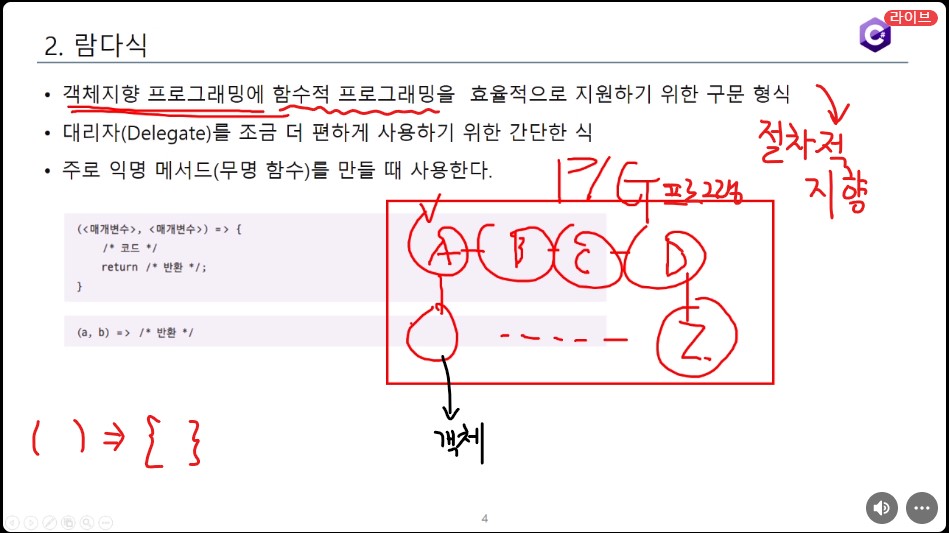 라이브
C#
2. 람다식
• 객체지향 프로그래밍에 함수적 프로그래밍을 효율적으로 지원하기 위한 구문 형식
• 대리자(Delegate)를 조금 더 편하게 사용하기 위한 간단한 식
• 주로 익명 메서드(무명 함수)를 만들 때 사용한다.
절차적
지향
P/G 프로그램
(<매개변수>, <매개변수>) => {
/* 코드 */
return /* 반환 */;
}
(a, b) => /* 반환 */
A B C D
Z
객체
( ) => { }
4